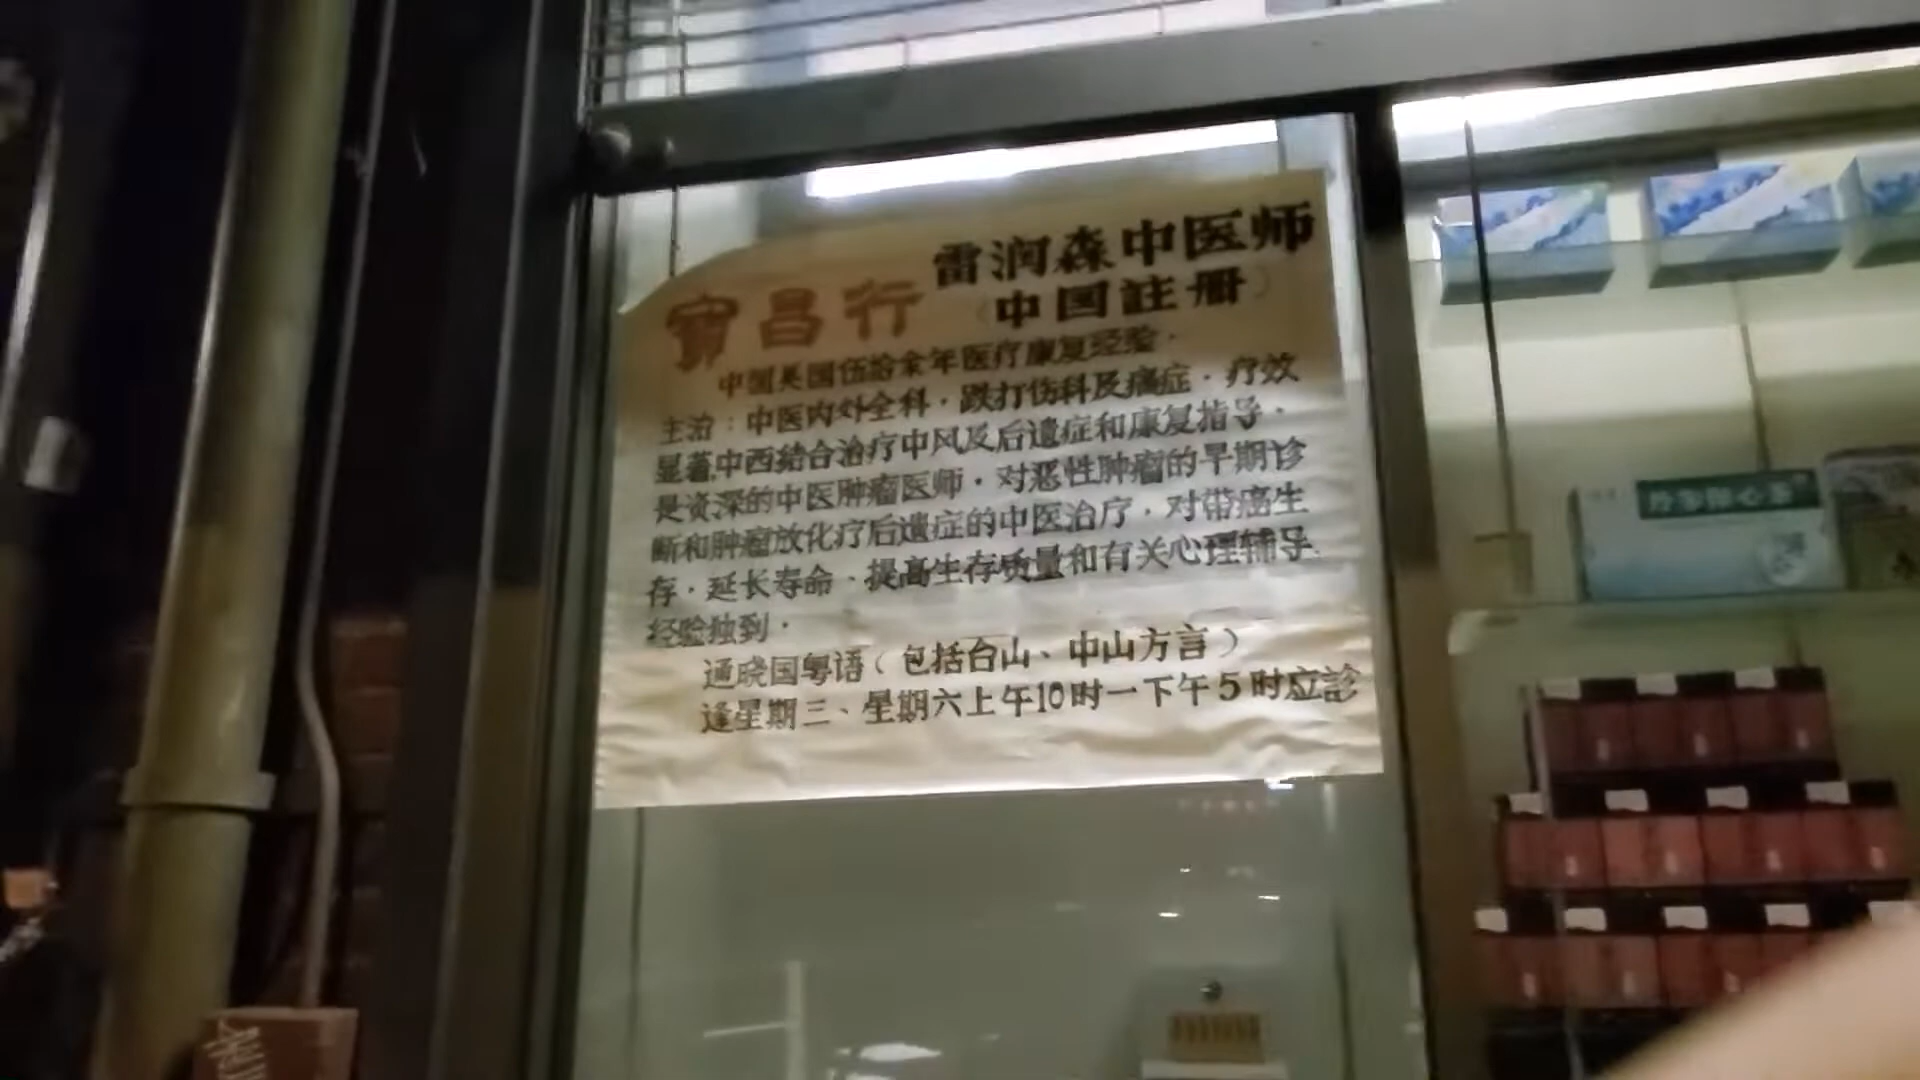 雷润森中医师
寳昌行
（中国註册）
中国美国伍拾余年医疗康复经验．
主治：中医内外全科．跌打伤科及痛症．疗效
显著．中西結合治疗中风及后遗症和康复指导．
是资深的中医肿瘤医师．对恶性肿瘤的早期诊
断和肿瘤放化疗后遗症的中医治疗．对带癌生
存．延长寿命．提高生存质量和有关心理辅导．
经验独到．
通晓国粤语（包括台山、中山方言）
逢星期三、星期六上午10时一下午5时应診